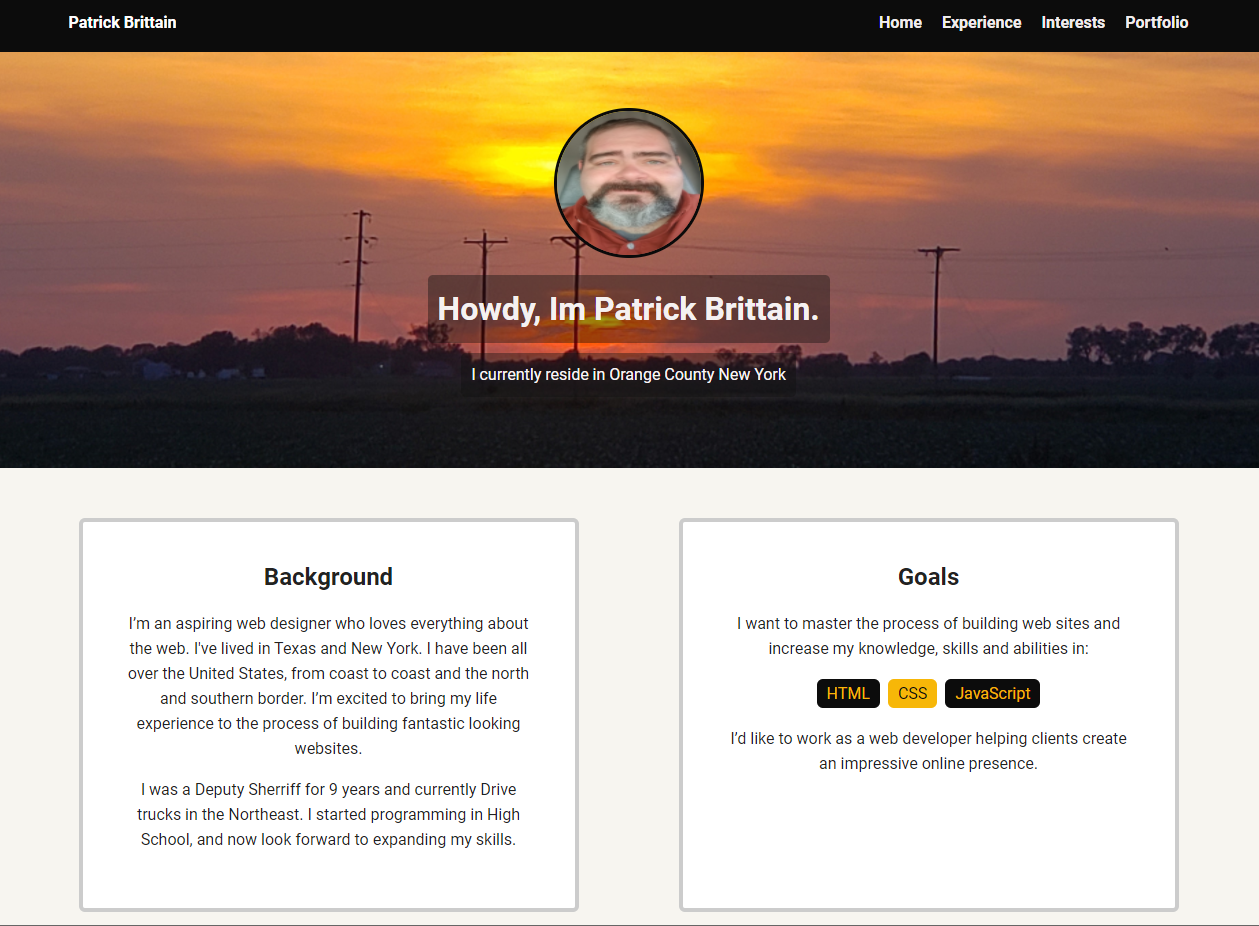 Patrick Brittain
Home Experience Interests Portfolio
Howdy, Im Patrick Brittain.
I currently reside in Orange County New York
Background
I’m an aspiring web designer who loves everything about
the web. I've lived in Texas and New York. I have been all
over the United States, from coast to coast and the north
and southern border. I’m excited to bring my life
experience to the process of building fantastic looking
websites.
I was a Deputy Sherriff for 9 years and currently Drive
trucks in the Northeast. I started programming in High
School, and now look forward to expanding my skills.
Goals
I want to master the process of building web sites and
increase my knowledge, skills and abilities in:
HTML CSS JavaScript
I’d like to work as a web developer helping clients create
an impressive online presence.